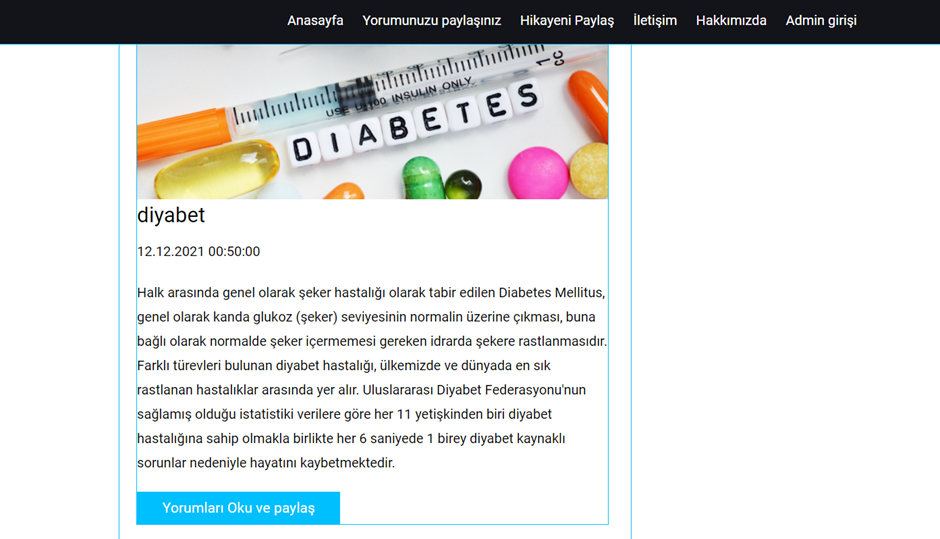 Anasayfa Yorumunuzu paylaşınız Hikayeni Paylaş İletişim Hakkımızda Admin girişi
1 CC
USE U-100 INSULIN ONLY
DIABETES
diyabet
12.12.2021 00:50:00
Halk arasında genel olarak şeker hastalığı olarak tabir edilen Diabetes Mellitus,
genel olarak kanda glukoz (şeker) seviyesinin normalin üzerine çıkması, buna
bağlı olarak normalde şeker içermemesi gereken idrarda şekere rastlanmasıdır.
Farklı türevleri bulunan diyabet hastalığı, ülkemizde ve dünyada en sık
rastlanan hastalıklar arasında yer alır. Uluslararası Diyabet Federasyonu'nun
sağlamış olduğu istatistiki verilere göre her 11 yetişkinden biri diyabet
hastalığına sahip olmakla birlikte her 6 saniyede 1 birey diyabet kaynaklı
sorunlar nedeniyle hayatını kaybetmektedir.
Yorumları Oku ve paylaş